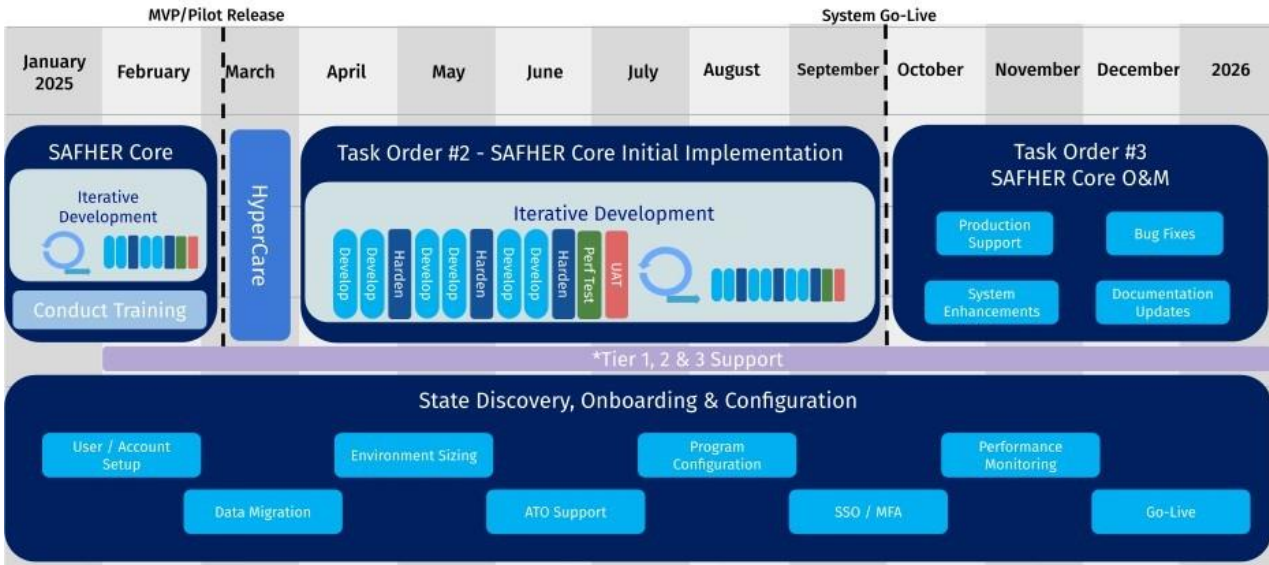 MVP/Pilot Release
System Go-Live
January
2025
February
March
April
May
June
July
August
September
October
November
December
2026
SAFHER Core
Iterative
Development
Conduct Training
HyperCare
Task Order #2 - SAFHER Core Initial Implementation
Iterative Development
Develop
Develop
Harden
Develop
Develop
Harden
Develop
Develop
Harden
Perf Test
UAT
Task Order #3
SAFHER Core O&M
Production
Support
Bug Fixes
System
Enhancements
Documentation
Updates
*Tier 1, 2 & 3 Support
State Discovery, Onboarding & Configuration
User / Account
Setup
Environment Sizing
Program
Configuration
Performance
Monitoring
Data Migration
ATO Support
SSO / MFA
Go-Live